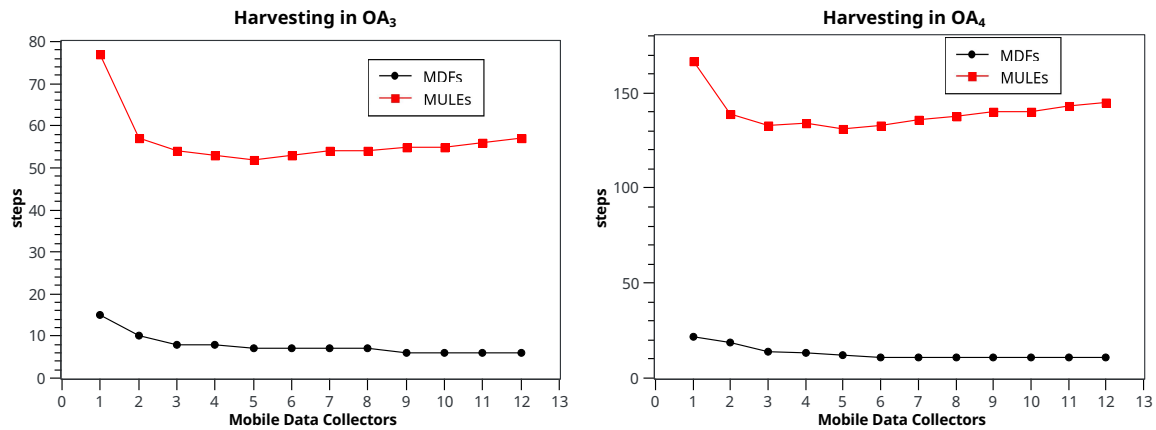 Harvesting in OA₃
80
70
60
50
40
30
20
10
0
steps
MDFs
MULEs
0 1 2 3 4 5 6 7 8 9 10 11 12 13
Mobile Data Collectors
Harvesting in OA₄
150
100
50
0
steps
MDFs
MULEs
0 1 2 3 4 5 6 7 8 9 10 11 12 13
Mobile Data Collectors